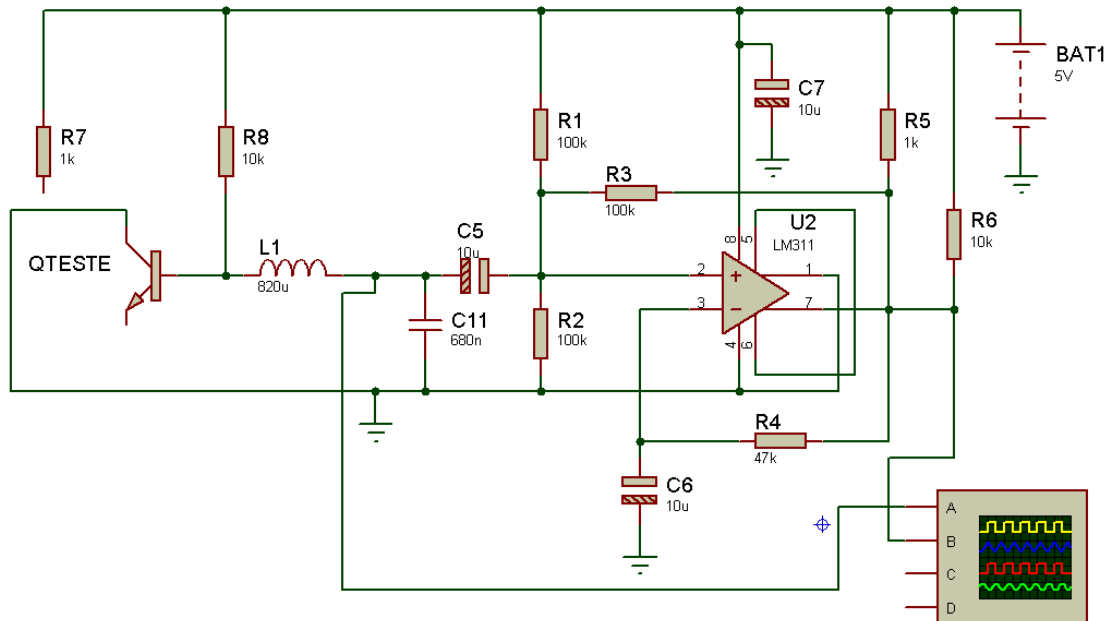 BAT1
5V
R7
1k
R8
10k
R1
100k
C7
10u
R5
1k
R3
100k
QTESTE
L1
820u
C5
10u
U2
LM311
R6
10k
8
5
2
3
1
7
4
6
C11
680n
R2
100k
R4
47k
C6
10u
A
B
C
D